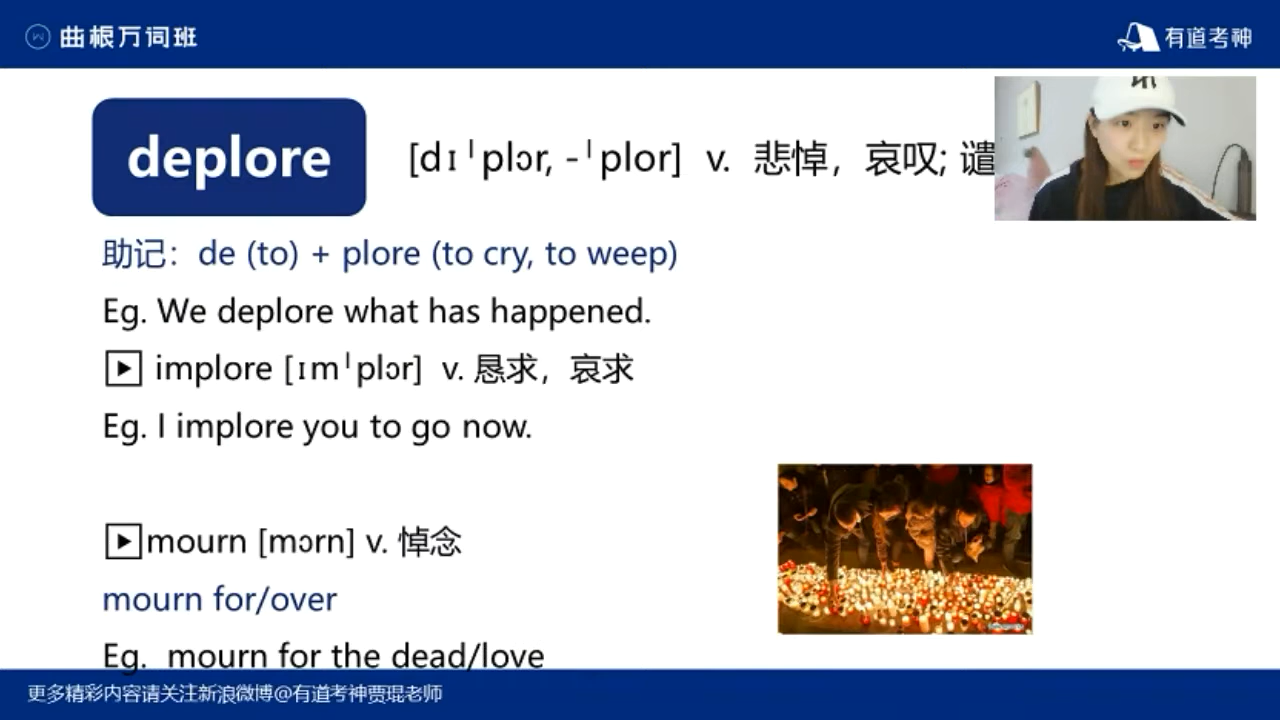 曲根万词班
有道考神
deplore
[dɪˈplɔr, -ˈplor] v. 悲悼，哀叹; 谴
助记：de (to) + plore (to cry, to weep)
Eg. We deplore what has happened.
implore [ɪmˈplɔr] v. 恳求，哀求
Eg. I implore you to go now.
mourn [mɔrn] v. 悼念
mourn for/over
Eg. mourn for the dead/love
更多精彩内容请关注新浪微博@有道考神贾琨老师